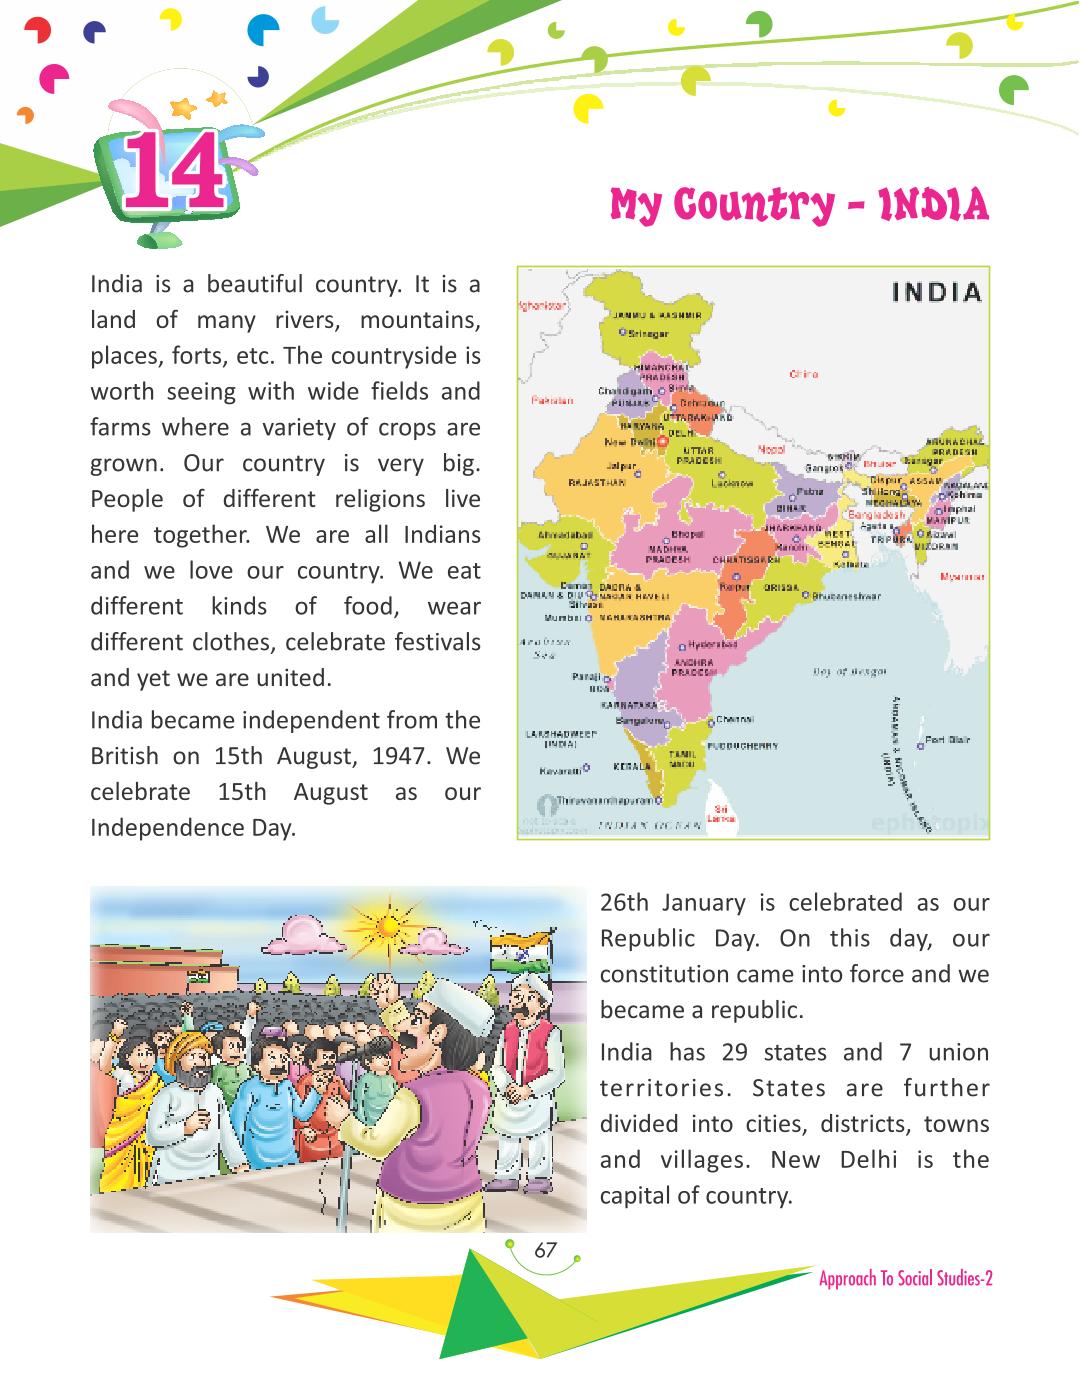 14
My Country - INDIA
India is a beautiful country. It is a
land of many rivers, mountains,
places, forts, etc. The countryside is
worth seeing with wide fields and
farms where a variety of crops are
grown. Our country is very big.
People of different religions live
here together. We are all Indians
and we love our country. We eat
different kinds of food, wear
different clothes, celebrate festivals
and yet we are united.
India became independent from the
British on 15th August, 1947. We
celebrate 15th August as our
Independence Day.
INDIA
fghanistan
JAMMU & KASHMIR
Srinagar
China
Pakistan
HIMANCHAL
PRADESH
Chandigarh
PUNJAB
Dehradun
UTTARAKHAND
HARYANA
DELHI
New Delhi
UTTAR
PRADESH
Nepal
SIKKIM
Gangtok
Bhutan
ARUNACHAL
PRADESH
Jaipur
RAJASTHAN
Lucknow
Dispur
ASSAM
Shillong
MEGHALAYA
Kohima
Patna
BIHAR
Bangladesh
Imphal
MANIPUR
Agartala
TRIPURA
Aizawl
MIZORAM
Ahmadabad
GUJARAT
Bhopal
MADHYA
PRADESH
JHARKHAND
Ranchi
WEST
BENGAL
Kolkata
CHHATISGARH
Raipur
Myanmar
Daman
DAMAN & DIU
DADRA &
NAGAR HAVELI
Silvasa
ORISSA
Bhubaneshwar
Mumbai
MAHARASHTRA
Arabian
Sea
Hyderabad
ANDHRA
PRADESH
Bay of Bengal
Panaji
GOA
KARNATAKA
Bangalore
Chennai
LAKSHADWEEP
(INDIA)
PUDDUCHERRY
KERALA
TAMIL
NADU
Kavaratti
Port Blair
ANDAMAN & NICOBAR ISLAND
(INDIA)
Thiruvananthapuram
Sri
Lanka
INDIAN OCEAN
not to scale
ephotopix
26th January is celebrated as our
Republic Day. On this day, our
constitution came into force and we
became a republic.
India has 29 states and 7 union
territories. States are further
divided into cities, districts, towns
and villages. New Delhi is the
capital of country.
67
Approach To Social Studies-2